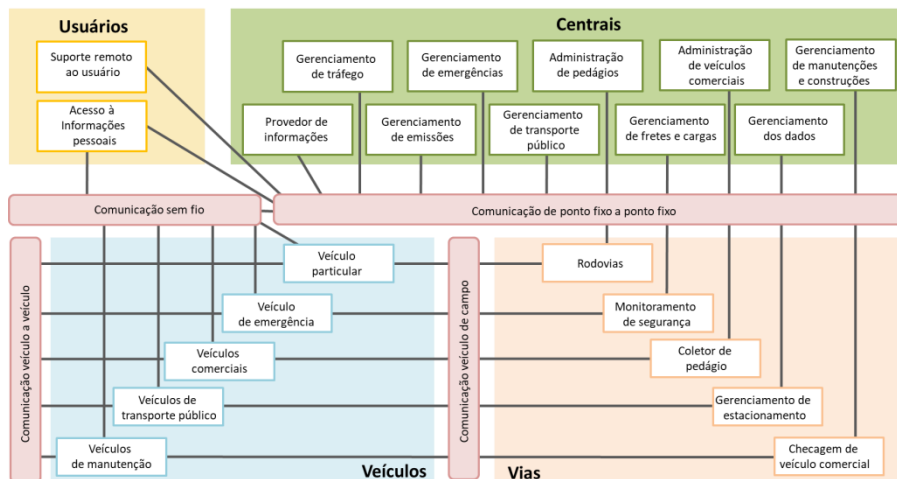 Usuários
Suporte remoto
ao usuário
Acesso à
Informações
pessoais
Centrais
Gerenciamento
de tráfego
Gerenciamento
de emergências
Administração
de pedágios
Administração
de veículos
comerciais
Gerenciamento
de manutenções
e construções
Provedor de
informações
Gerenciamento
de emissões
Gerenciamento
de transporte
público
Gerenciamento
de fretes e cargas
Gerenciamento
dos dados
Comunicação sem fio
Comunicação de ponto fixo a ponto fixo
Comunicação veículo a veículo
Veículo
particular
Veículo
de emergência
Veículos
comerciais
Veículos de
transporte público
Veículos
de manutenção
Veículos
Comunicação veículo de campo
Rodovias
Monitoramento
de segurança
Coletor de
pedágio
Gerenciamento de
estacionamento
Checagem de
veículo comercial
Vias